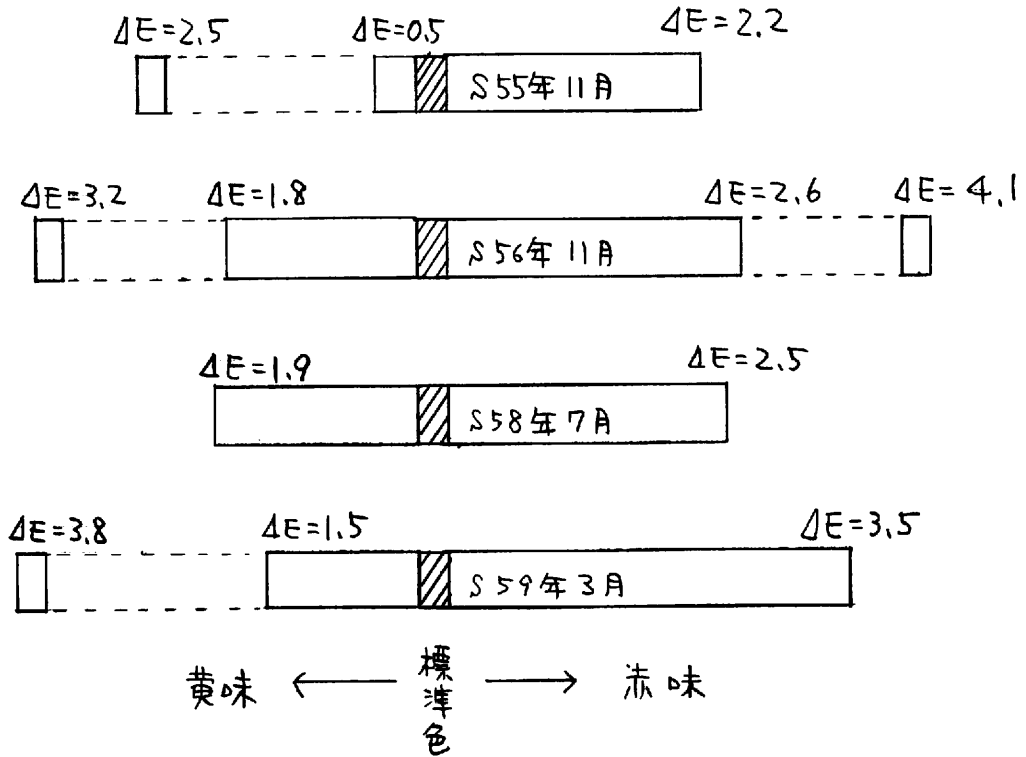 ΔE=2.5 ΔE=0.5 ΔE=2.2
S55年11月
ΔE=3.2 ΔE=1.8 ΔE=2.6 ΔE=4.1
S56年11月
ΔE=1.9 ΔE=2.5
S58年7月
ΔE=3.8 ΔE=1.5 ΔE=3.5
S59年3月
黄味 ← 標準色 → 赤味